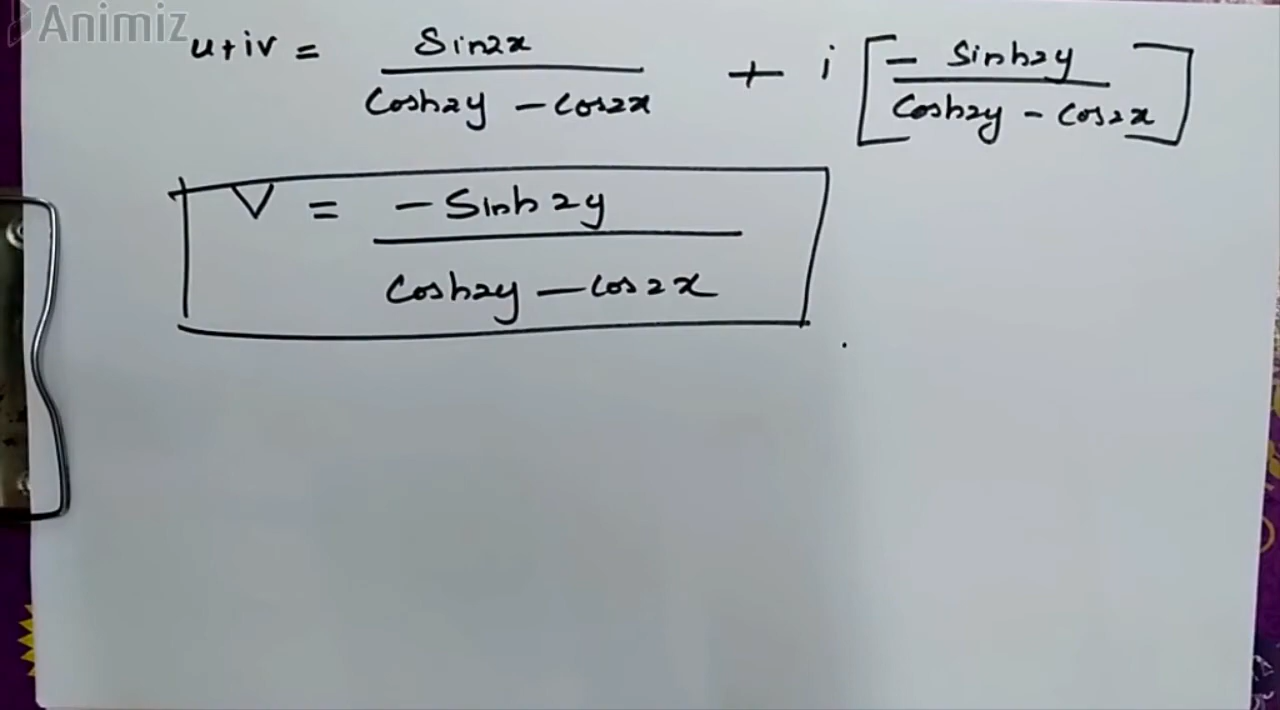 Animiz
u+iv = Sin2x / Cosh2y - Cos2x + i [ - Sinh2y / Cosh2y - Cos2x ]
V = -Sinh2y / Cosh2y - Cos2x